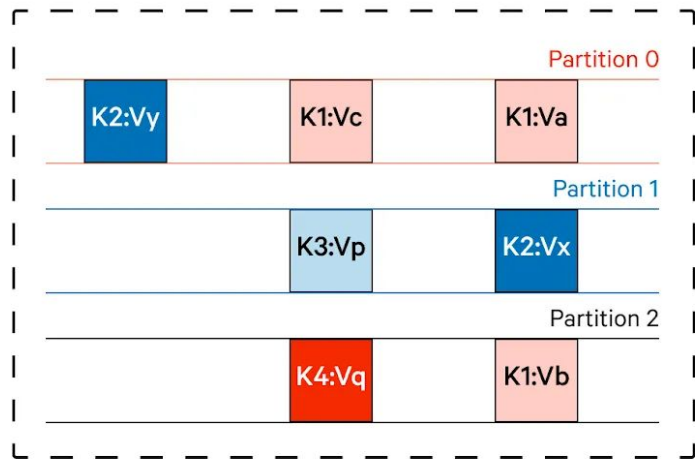 Partition 0
K2:Vy K1:Vc K1:Va
Partition 1
K3:Vp K2:Vx
Partition 2
K4:Vq K1:Vb